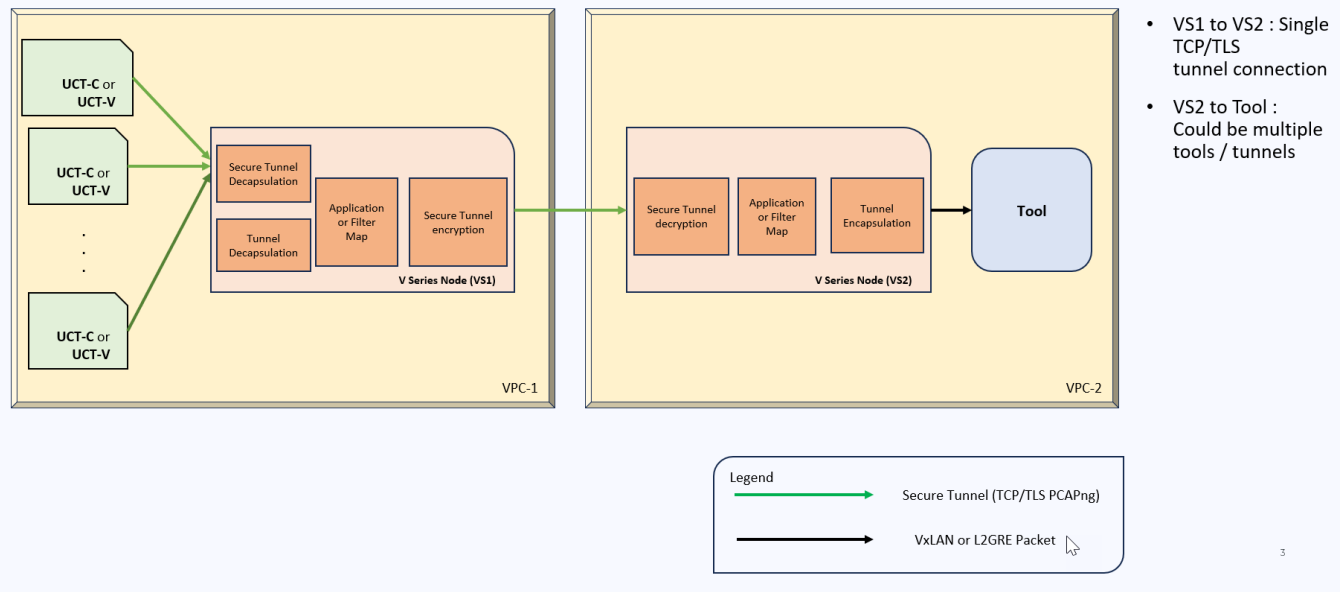 UCT-C or
UCT-V
UCT-C or
UCT-V
.
.
.
UCT-C or
UCT-V
Secure Tunnel
Decapsulation
Tunnel
Decapsulation
Application
or Filter
Map
Secure Tunnel
encryption
V Series Node (VS1)
VPC-1
Secure Tunnel
decryption
Application
or Filter
Map
Tunnel
Encapsulation
V Series Node (VS2)
VPC-2
Tool
• VS1 to VS2 : Single
TCP/TLS
tunnel connection
• VS2 to Tool :
Could be multiple
tools / tunnels
Legend
Secure Tunnel (TCP/TLS PCAPng)
VxLAN or L2GRE Packet
3